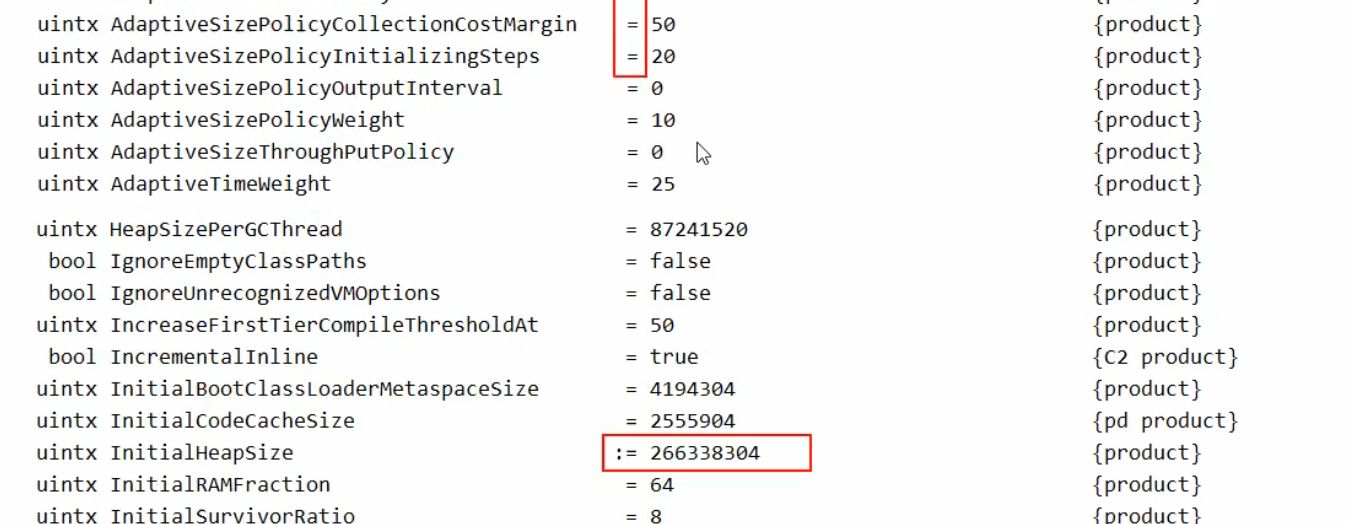 uintx AdaptiveSizePolicyCollectionCostMargin = 50 {product}
uintx AdaptiveSizePolicyInitializingSteps = 20 {product}
uintx AdaptiveSizePolicyOutputInterval = 0 {product}
uintx AdaptiveSizePolicyWeight = 10 {product}
uintx AdaptiveSizeThroughPutPolicy = 0 {product}
uintx AdaptiveTimeWeight = 25 {product}
uintx HeapSizePerGCThread = 87241520 {product}
bool IgnoreEmptyClassPaths = false {product}
bool IgnoreUnrecognizedVMOptions = false {product}
uintx IncreaseFirstTierCompileThresholdAt = 50 {product}
bool IncrementalInline = true {C2 product}
uintx InitialBootClassLoaderMetaspaceSize = 4194304 {product}
uintx InitialCodeCacheSize = 2555904 {pd product}
uintx InitialHeapSize := 266338304 {product}
uintx InitialRAMFraction = 64 {product}
uintx InitialSurvivorRatio = 8 {product}